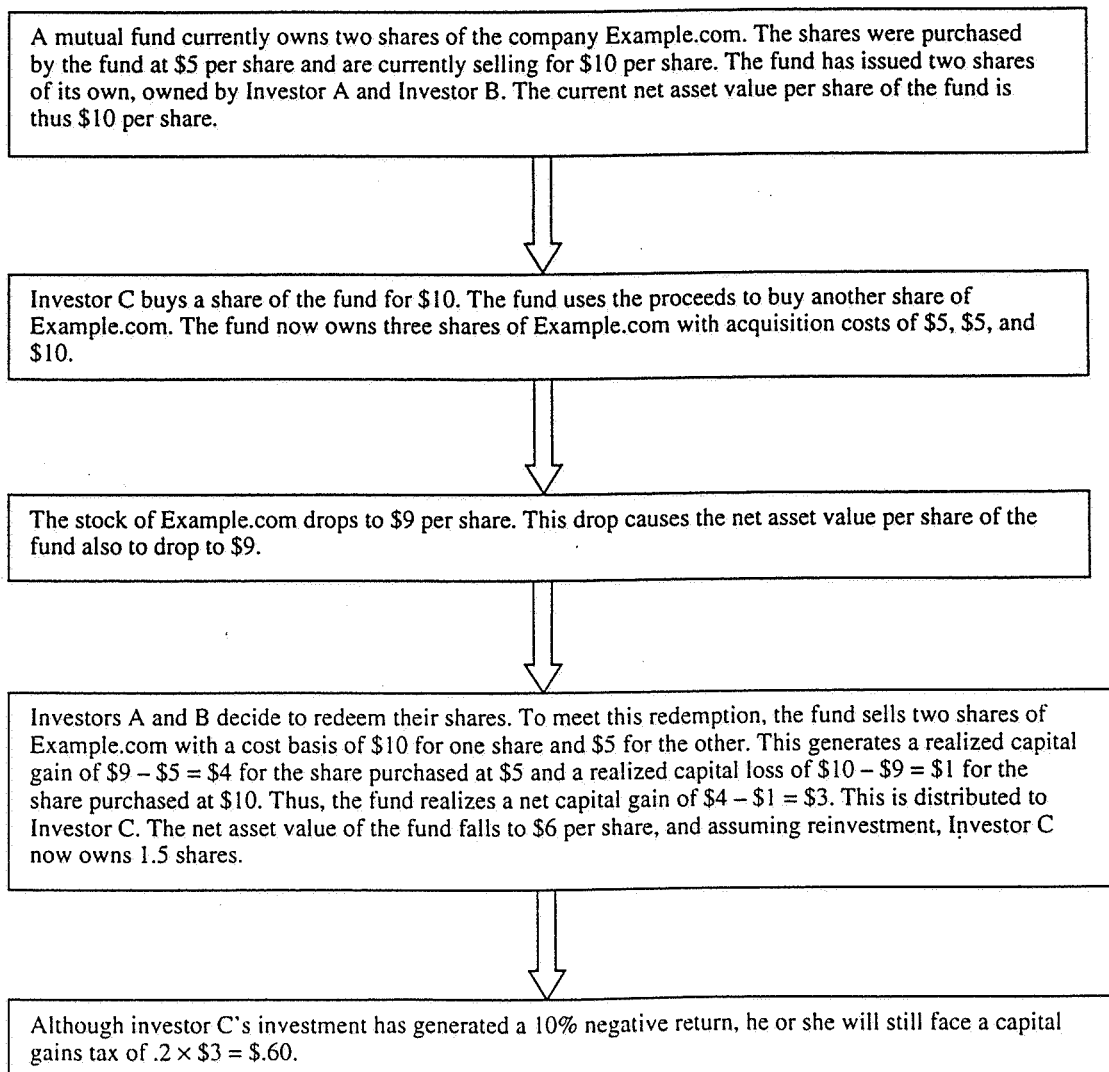 A mutual fund currently owns two shares of the company Example.com. The shares were purchased
by the fund at $5 per share and are currently selling for $10 per share. The fund has issued two shares
of its own, owned by Investor A and Investor B. The current net asset value per share of the fund is
thus $10 per share.
Investor C buys a share of the fund for $10. The fund uses the proceeds to buy another share of
Example.com. The fund now owns three shares of Example.com with acquisition costs of $5, $5, and
$10.
The stock of Example.com drops to $9 per share. This drop causes the net asset value per share of the
fund also to drop to $9.
Investors A and B decide to redeem their shares. To meet this redemption, the fund sells two shares of
Example.com with a cost basis of $10 for one share and $5 for the other. This generates a realized capital
gain of $9 – $5 = $4 for the share purchased at $5 and a realized capital loss of $10 – $9 = $1 for the
share purchased at $10. Thus, the fund realizes a net capital gain of $4 – $1 = $3. This is distributed to
Investor C. The net asset value of the fund falls to $6 per share, and assuming reinvestment, Investor C
now owns 1.5 shares.
Although investor C's investment has generated a 10% negative return, he or she will still face a capital
gains tax of .2 × $3 = $.60.